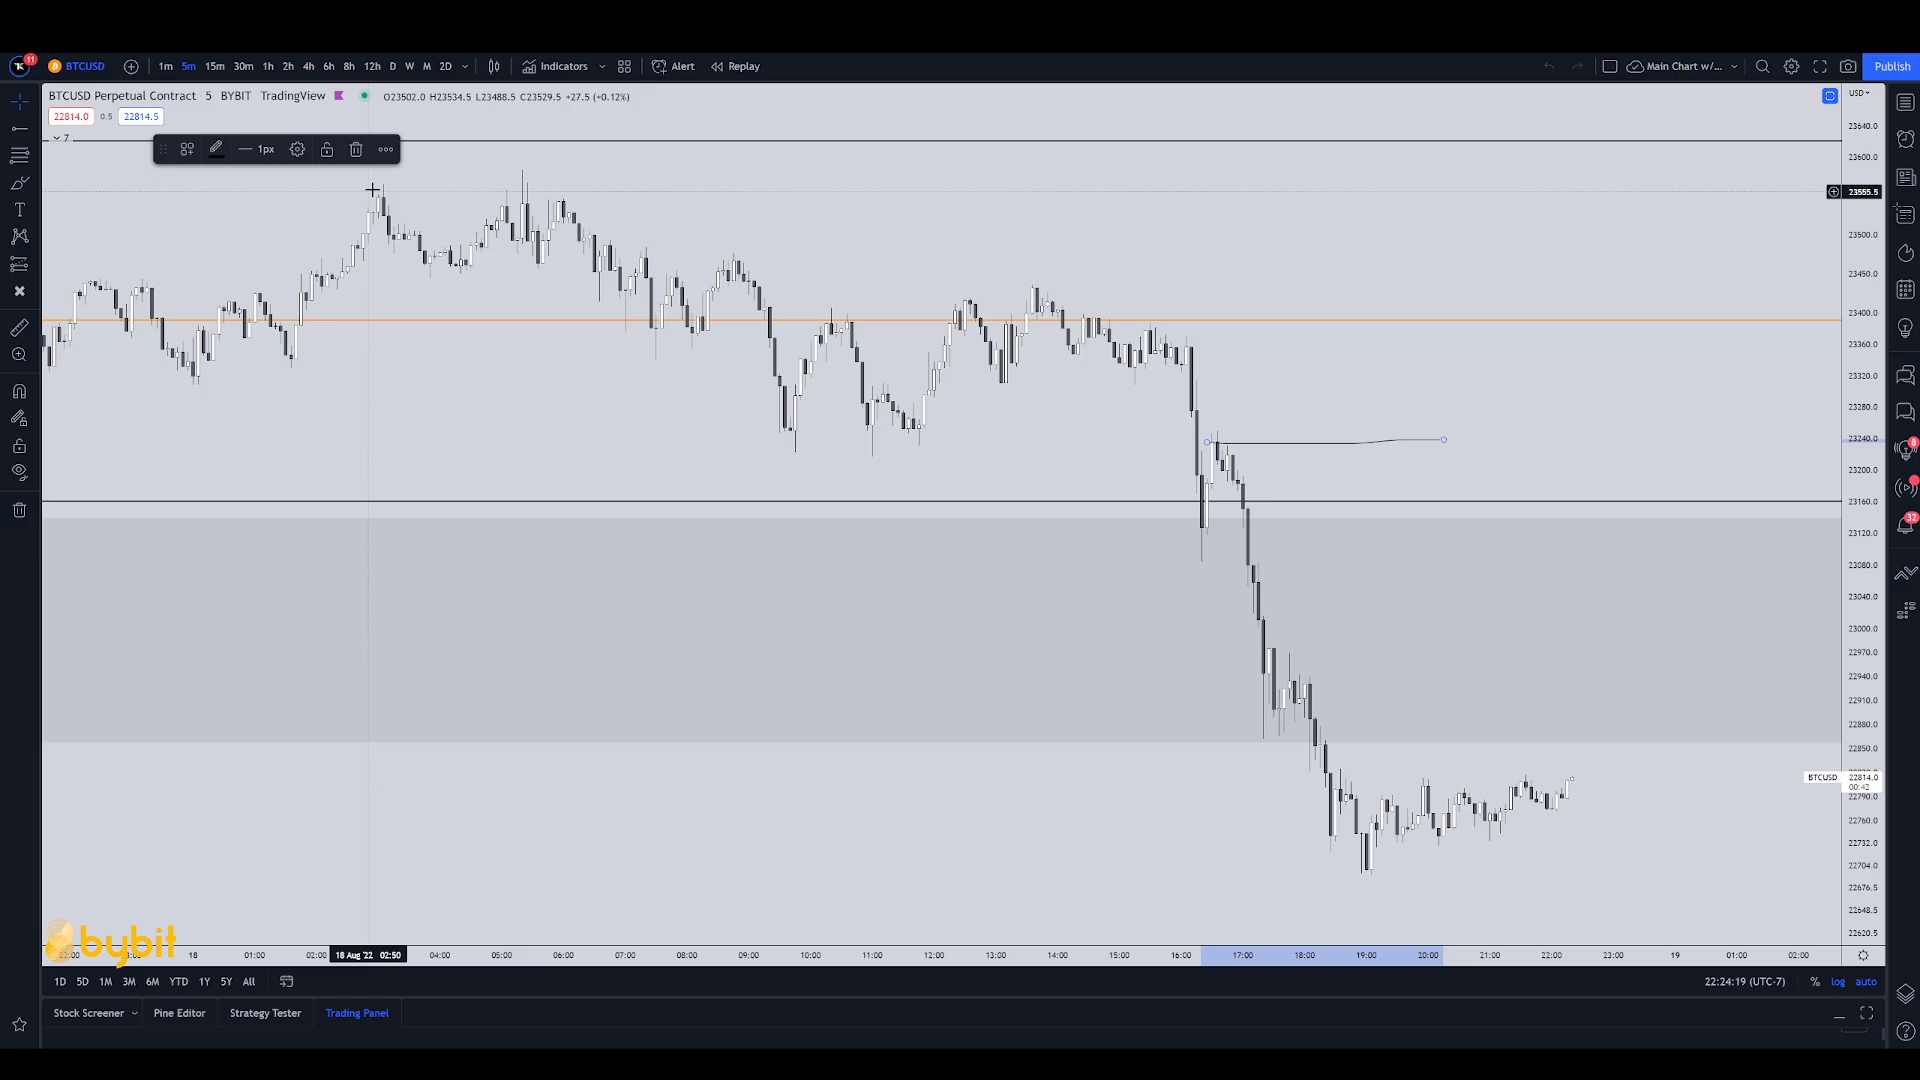 11
BTCUSD
1m 5m 15m 30m 1h 2h 4h 6h 8h 12h D W M 2D
Indicators
Alert
Replay
Main Chart w/...
Publish
BTCUSD Perpetual Contract 5 BYBIT TradingView
O23502.0 H23534.5 L23488.5 C23529.5 +27.5 (+0.12%)
USD
22814.0 0.5 22814.5
7
1px
23640.0
23600.0
23555.5
23500.0
23450.0
23400.0
23360.0
23320.0
23280.0
23240.0
23200.0
23160.0
23120.0
23080.0
23040.0
23000.0
22970.0
22940.0
22910.0
22880.0
22850.0
BTCUSD 22814.0
00:42
22790.0
22760.0
22732.0
22704.0
22676.5
22648.5
22620.5
8
32
bybit
22:00 18 01:00 02:00 18 Aug '22 02:50 04:00 05:00 06:00 07:00 08:00 09:00 10:00 11:00 12:00 13:00 14:00 15:00 16:00 17:00 18:00 19:00 20:00 21:00 22:00 23:00 19 01:00 02:00
1D 5D 1M 3M 6M YTD 1Y 5Y All
22:24:19 (UTC-7) % log auto
Stock Screener Pine Editor Strategy Tester Trading Panel